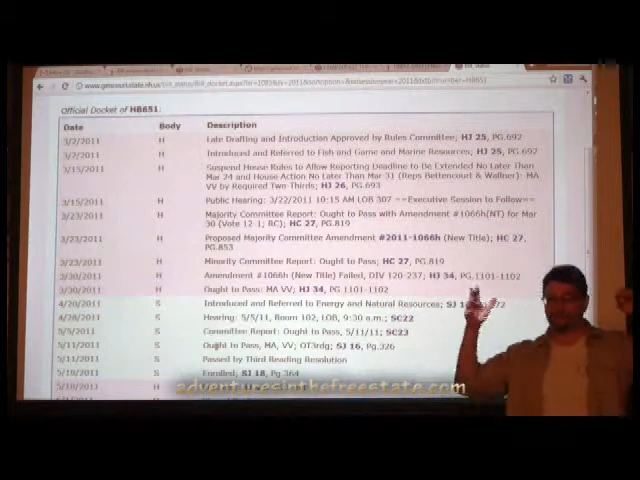 Official Docket of HB651:
Date Body Description
3/2/2011 H Late Drafting and Introduction Approved by Rules Committee; HJ 25, PG.692
3/2/2011 H Introduced and Referred to Fish and Game and Marine Resources; HJ 25, PG.692
3/15/2011 H Suspend House Rules to Allow Reporting Deadline to be Extended No Later Than
Mar 24 and House Action No Later Than Mar 31 (Reps Bettencourt & Wallner): MA
VV by Required Two Thirds; HJ 26, PG.693
3/15/2011 H Public Hearing: 3/22/2011 10:15 AM LOB 307 ==Executive Session to Follow==
3/23/2011 H Majority Committee Report: Ought to Pass with Amendment #1066h(NT) for Mar
30 (Vote 12-1; RC); HC 27, PG.819
3/23/2011 H Proposed Majority Committee Amendment #2011-1066h (New Title); HC 27,
PG.853
3/23/2011 H Minority Committee Report: Ought to Pass; HC 27, PG.819
3/30/2011 H Amendment #1066h (New Title) Failed, DIV 120-237; HJ 34, PG.1101-1102
3/30/2011 H Ought to Pass: MA VV; HJ 34, PG.1101-1102
4/20/2011 S Introduced and Referred to Energy and Natural Resources; SJ
4/28/2011 S Hearing: 5/5/11, Room 102, LOB, 9:30 a.m.; SC22
5/5/2011 S Committee Report: Ought to Pass, 5/11/11; SC23
5/11/2011 S Ought to Pass, MA, VV; OT3rdg; SJ 16, Pg.326
5/11/2011 S Passed by Third Reading Resolution
5/18/2011 S Enrolled; SJ 18, Pg.364
5/18/2011 H
adventuresinthefreestate.com